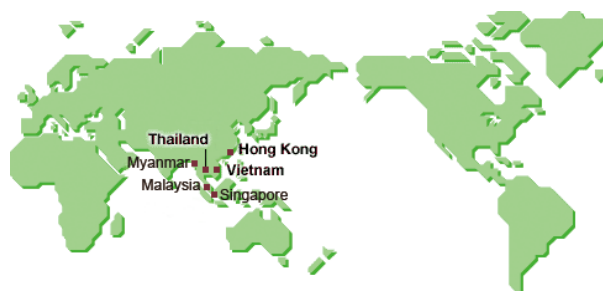 Thailand
Hong Kong
Myanmar
Vietnam
Malaysia
Singapore